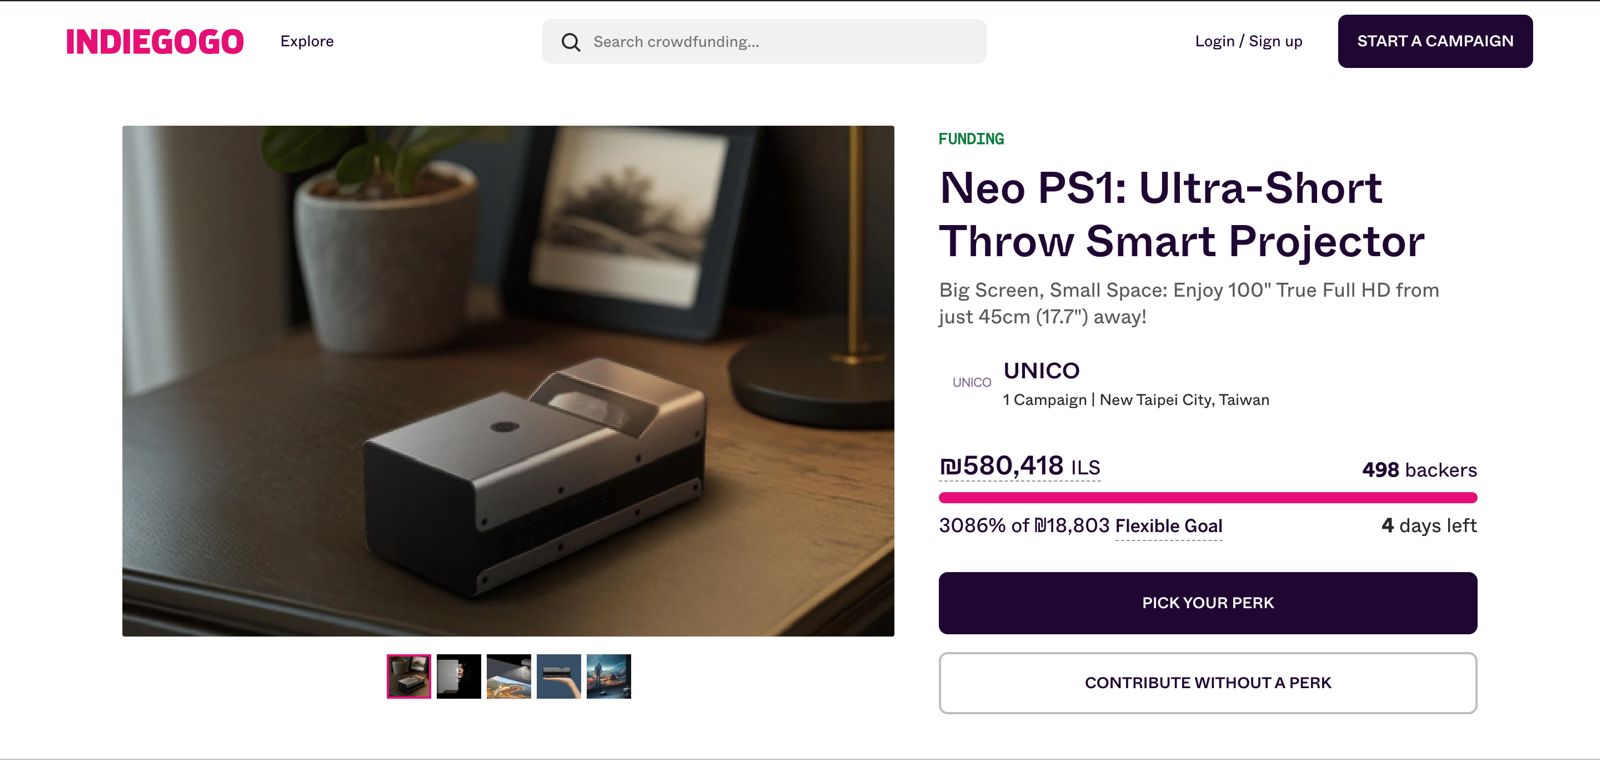 INDIEGOGO
Explore
Search crowdfunding...
Login / Sign up
START A CAMPAIGN
FUNDING
Neo PS1: Ultra-Short
Throw Smart Projector
Big Screen, Small Space: Enjoy 100" True Full HD from
just 45cm (17.7") away!
UNICO
UNICO
1 Campaign | New Taipei City, Taiwan
₪580,418 ILS
498 backers
3086% of ₪18,803 Flexible Goal
4 days left
PICK YOUR PERK
CONTRIBUTE WITHOUT A PERK